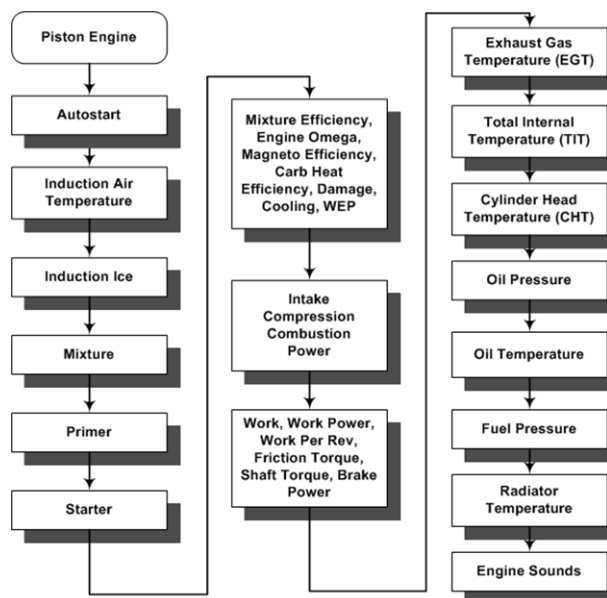 Piston Engine
Autostart
Induction Air
Temperature
Induction Ice
Mixture
Primer
Starter
Mixture Efficiency,
Engine Omega,
Magneto Efficiency,
Carb Heat
Efficiency, Damage,
Cooling, WEP
Intake
Compression
Combustion
Power
Work, Work Power,
Work Per Rev,
Friction Torque,
Shaft Torque, Brake
Power
Exhaust Gas
Temperature (EGT)
Total Internal
Temperature (TIT)
Cylinder Head
Temperature (CHT)
Oil Pressure
Oil Temperature
Fuel Pressure
Radiator
Temperature
Engine Sounds